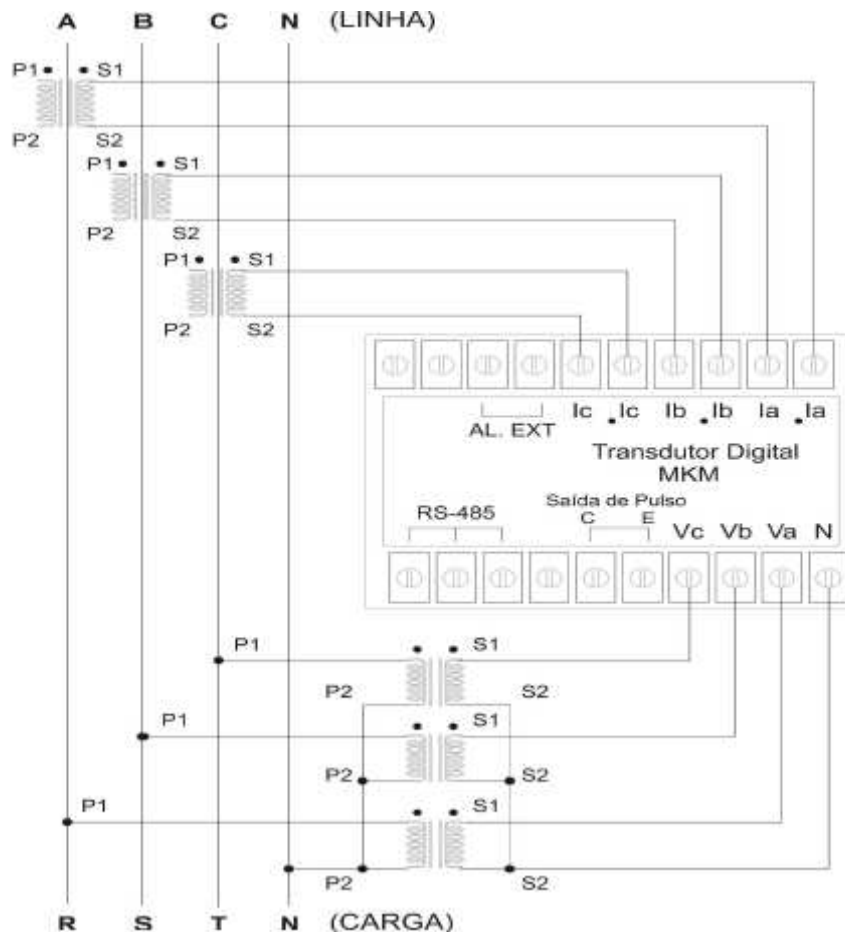 A B C N (LINHA)
P1 S1
P2 S2
P1 S1
P2 S2
P1 S1
P2 S2
Ic Ic Ib Ib Ia Ia
AL. EXT
Transdutor Digital
MKM
Saída de Pulso
RS-485 C E
Vc Vb Va N
P1 S1
P2 S2
P1 S1
P2 S2
P1 S1
P2 S2
R S T N (CARGA)